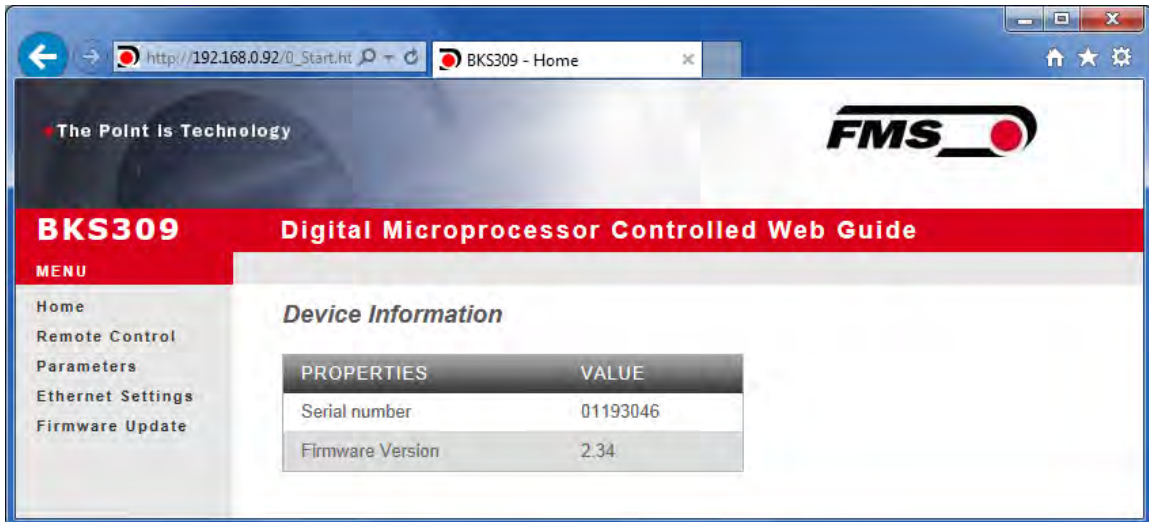 http://192.168.0.92/0_Start.ht
BKS309 - Home
The Point is Technology
FMS
BKS309
Digital Microprocessor Controlled Web Guide
MENU
Home
Remote Control
Parameters
Ethernet Settings
Firmware Update
Device Information
PROPERTIES VALUE
Serial number 01193046
Firmware Version 2.34